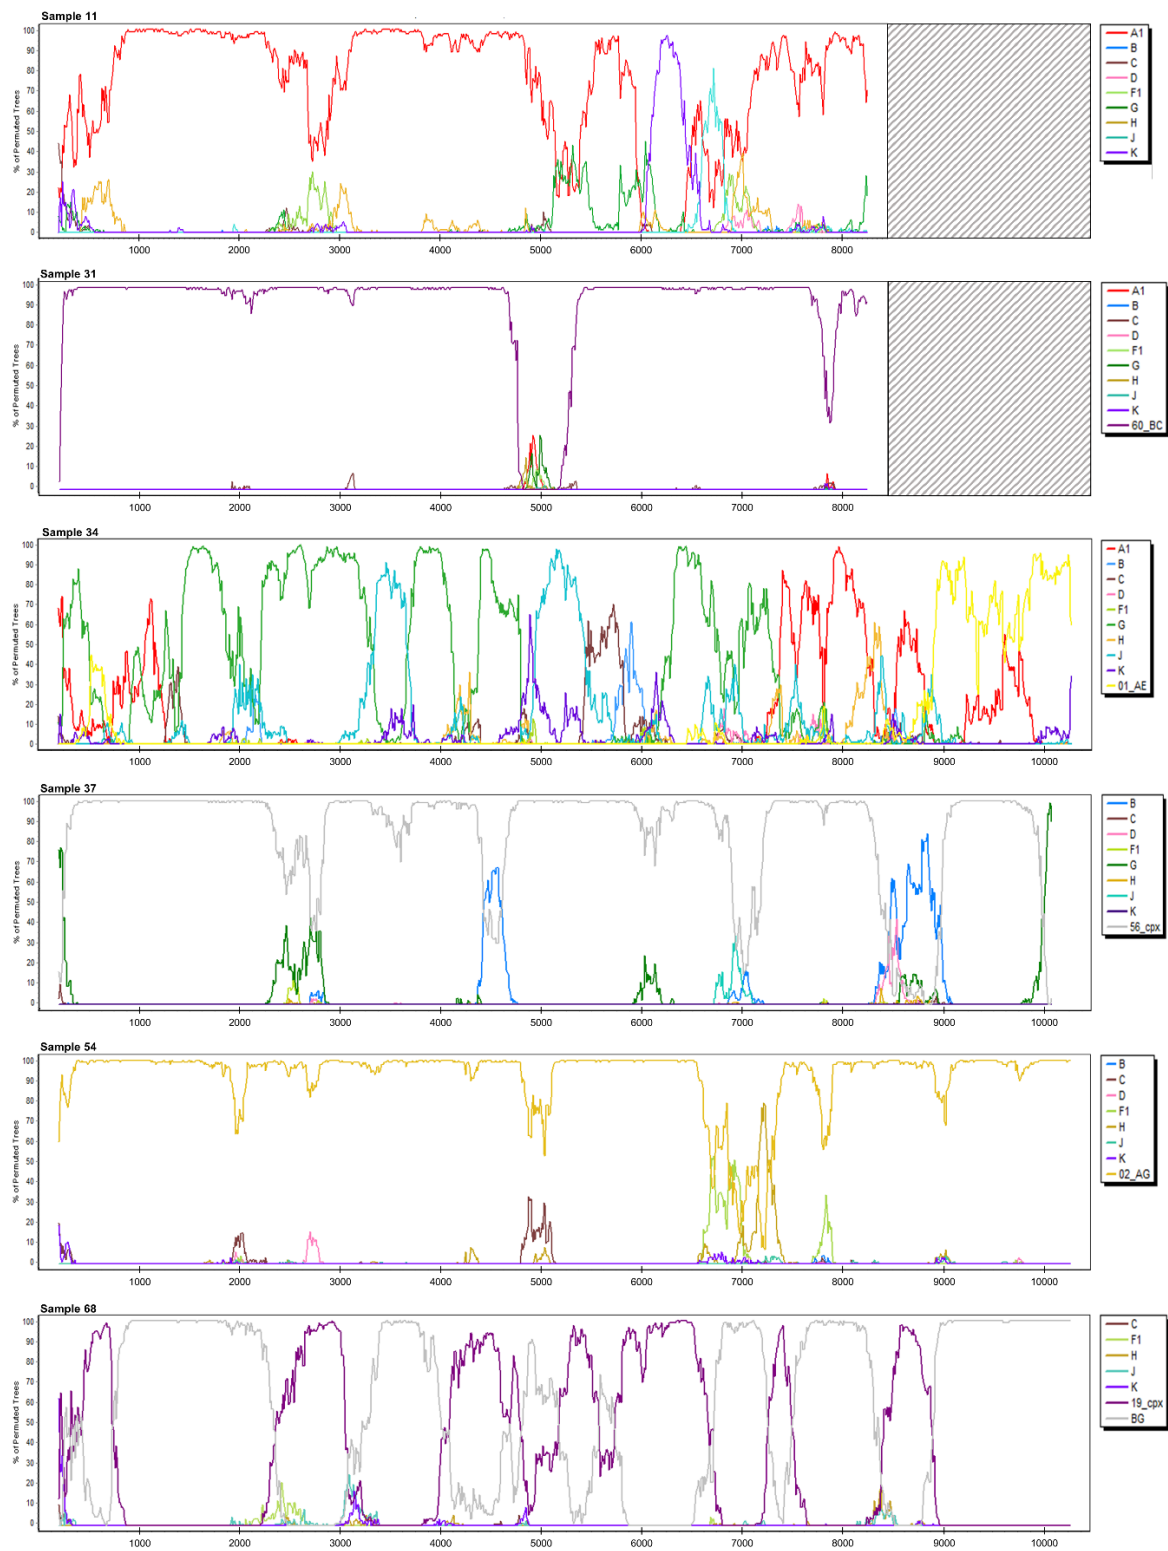 Sample 11
% of Permuted Trees
100
90
80
70
60
50
40
30
20
10
0
1000 2000 3000 4000 5000 6000 7000 8000
A1
B
C
D
F1
G
H
J
K
Sample 31
% of Permuted Trees
100
90
80
70
60
50
40
30
20
10
0
1000 2000 3000 4000 5000 6000 7000 8000
A1
B
C
D
F1
G
H
J
K
60_BC
Sample 34
% of Permuted Trees
100
90
80
70
60
50
40
30
20
10
0
1000 2000 3000 4000 5000 6000 7000 8000 9000 10000
A1
B
C
D
F1
G
H
J
K
01_AE
Sample 37
% of Permuted Trees
100
90
80
70
60
50
40
30
20
10
0
1000 2000 3000 4000 5000 6000 7000 8000 9000 10000
B
C
D
F1
G
H
J
K
56_cpx
Sample 54
% of Permuted Trees
100
90
80
70
60
50
40
30
20
10
0
1000 2000 3000 4000 5000 6000 7000 8000 9000 10000
B
C
D
F1
H
J
K
02_AG
Sample 68
% of Permuted Trees
100
90
80
70
60
50
40
30
20
10
0
1000 2000 3000 4000 5000 6000 7000 8000 9000 10000
C
F1
H
J
K
19_cpx
BG